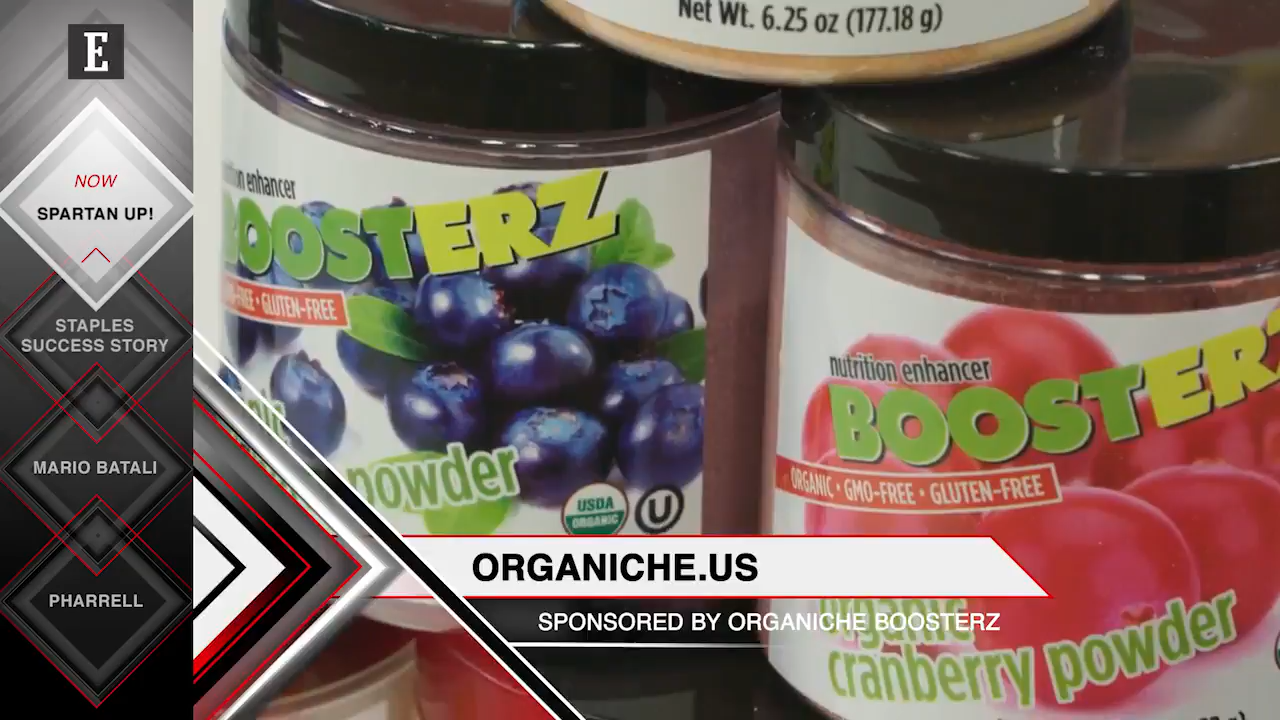 E
NOW
SPARTAN UP!
STAPLES
SUCCESS STORY
MARIO BATALI
PHARRELL
Net Wt. 6.25 oz (177.18 g)
enhancer
BOOSTERZ
FREE • GLUTEN-FREE
powder
USDA
ORGANIC
U
nutrition enhancer
BOOSTERZ
ORGANIC • GMO-FREE • GLUTEN-FREE
organic
cranberry powder
ORGANICHE.US
SPONSORED BY ORGANICHE BOOSTERZ